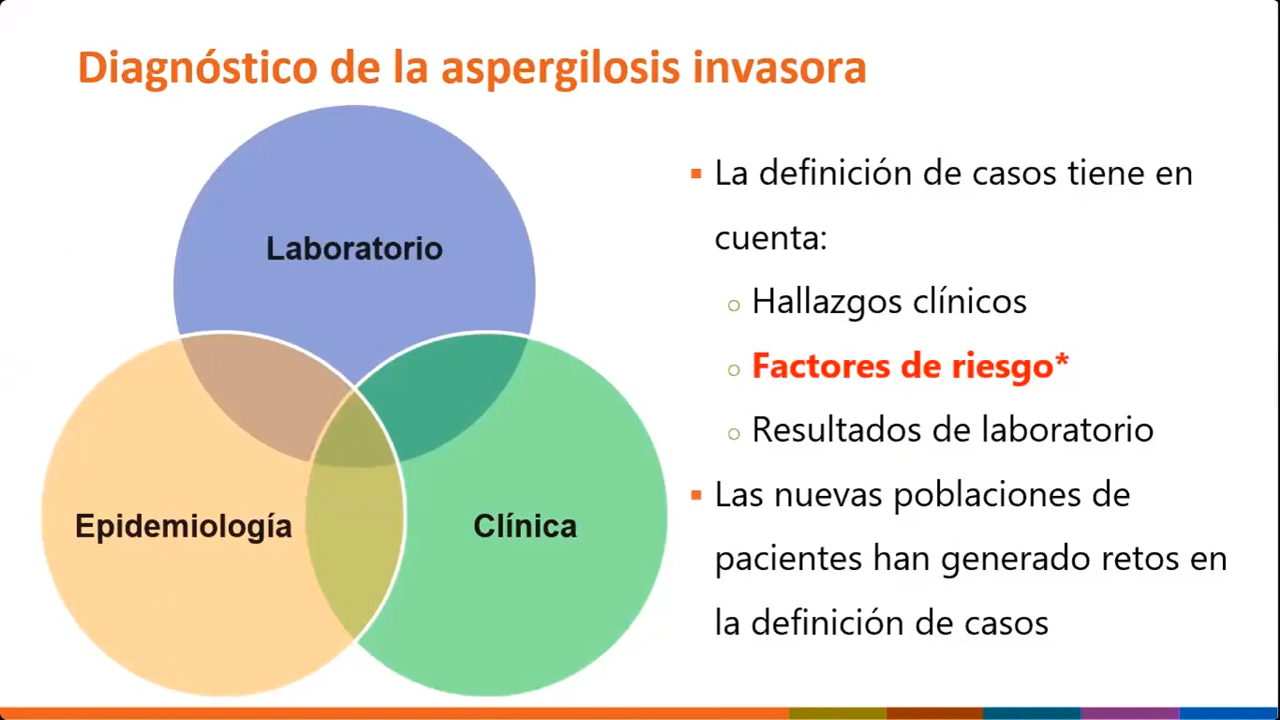 Diagnóstico de la aspergilosis invasora
Laboratorio
Epidemiología
Clínica
La definición de casos tiene en
cuenta:
Hallazgos clínicos
Factores de riesgo*
Resultados de laboratorio
Las nuevas poblaciones de
pacientes han generado retos en
la definición de casos